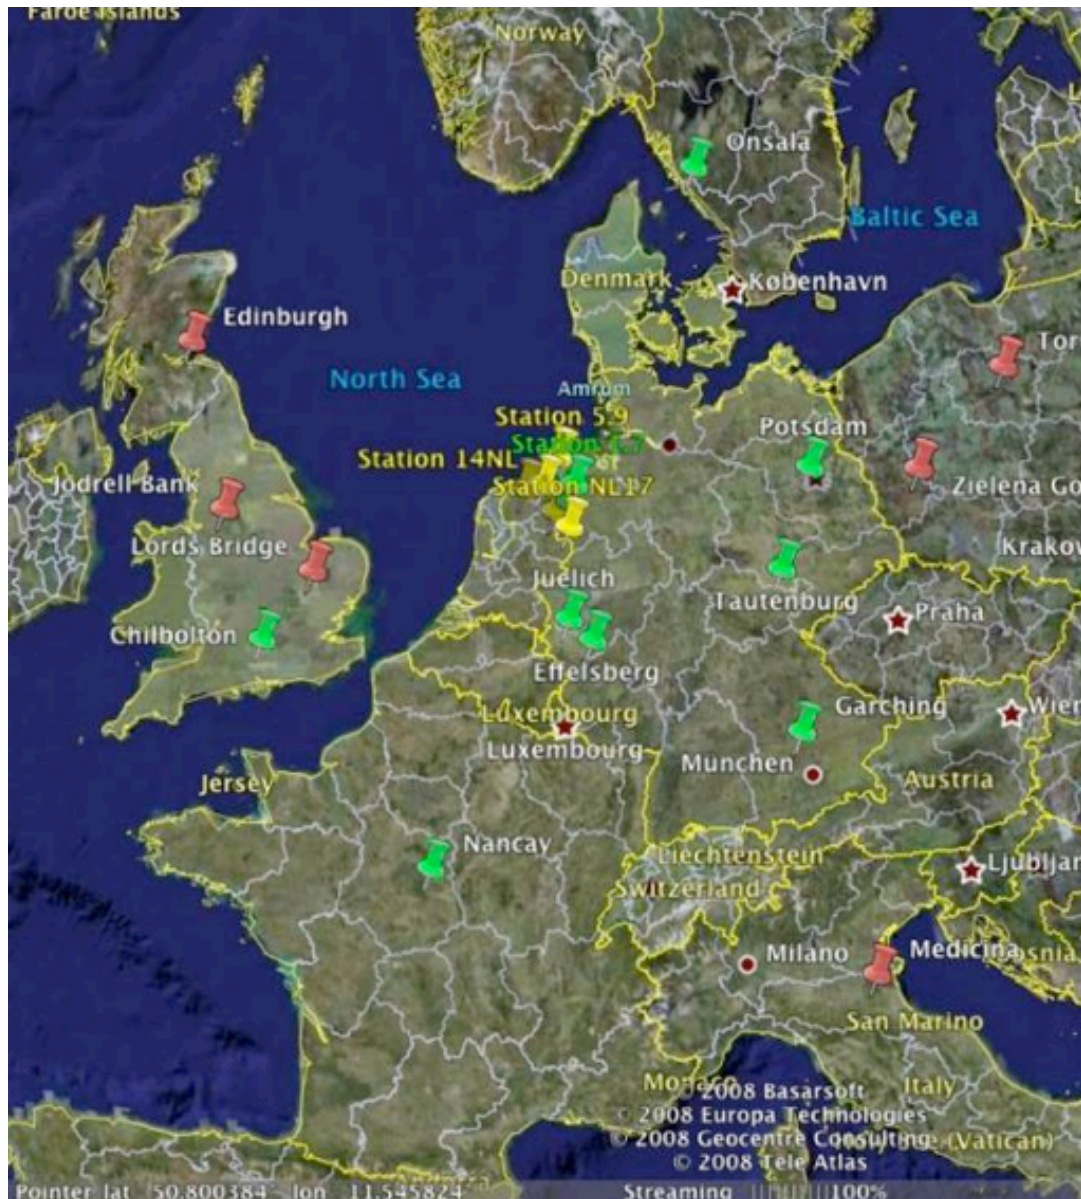 Faroe Islands
Norway
Onsala
Baltic Sea
Denmark
København
Edinburgh
North Sea
Tor
Amrum
Station 5.9
Potsdam
Station 14NL
Station NL17
Jodrell Bank
Zielena Go
Lords Bridge
Krakow
Juelich
Tautenburg
Praha
Chilbolton
Effelsberg
Garching
Luxembourg
Wien
Luxembourg
München
Jersey
Austria
Nancay
Liechtenstein
Ljubljan
Switzerland
Milano
Medicina
osnia
San Marino
Monaco
© 2008 Basarsoft
Italy
© 2008 Europa Technologies
© 2008 Geocentre Consulting
(Vatican)
© 2008 Tele Atlas
Pointer lat 50.800384 lon 11.545824
Streaming
100%